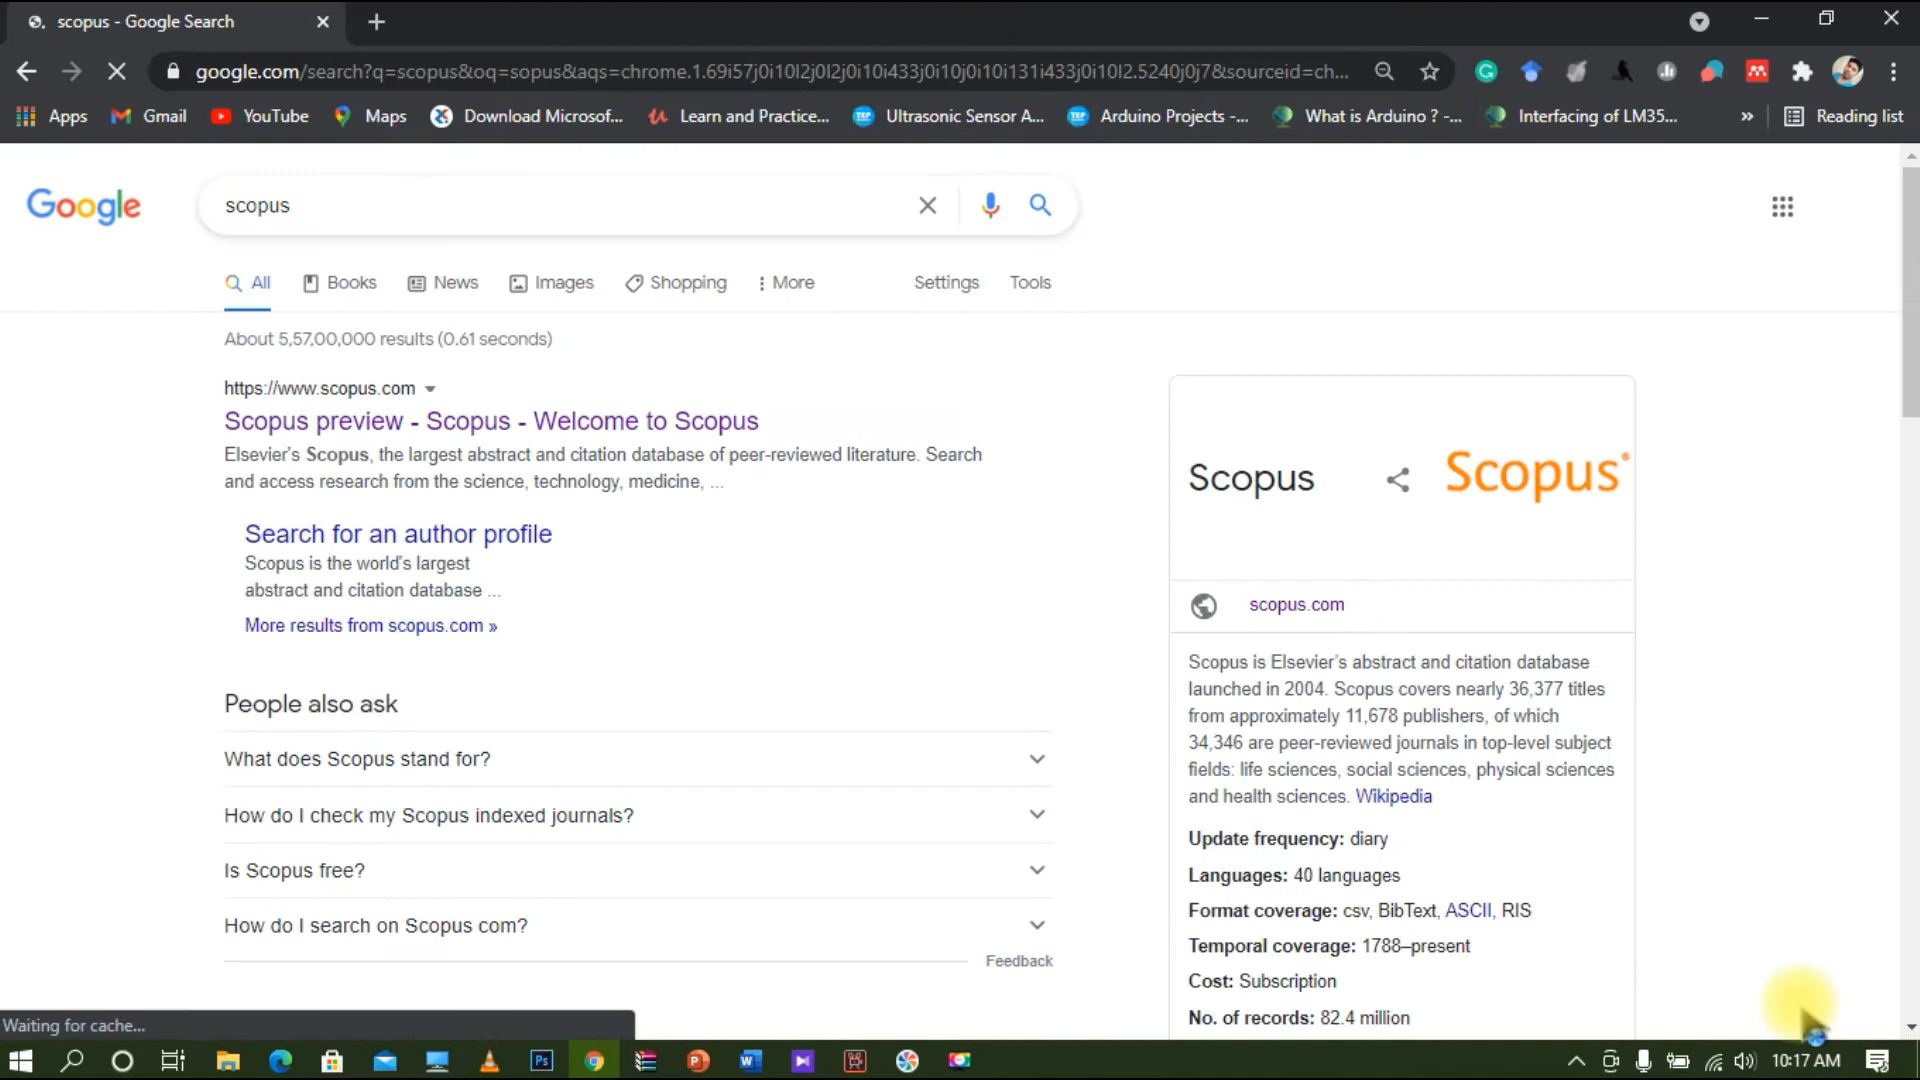 scopus - Google Search
google.com/search?q=scopus&oq=sopus&aqs=chrome.1.69i57j0i10l2j0l2j0i10i433j0i10j0i10i131i433j0i10l2.5240j0j7&sourceid=ch...
Apps Gmail YouTube Maps Download Microsof... Learn and Practice... Ultrasonic Sensor A... Arduino Projects -... What is Arduino ? -... Interfacing of LM35... » Reading list
Google
scopus
All Books News Images Shopping More Settings Tools
About 5,57,00,000 results (0.61 seconds)
https://www.scopus.com
Scopus preview - Scopus - Welcome to Scopus
Elsevier's Scopus, the largest abstract and citation database of peer-reviewed literature. Search
and access research from the science, technology, medicine, ...
Search for an author profile
Scopus is the world's largest
abstract and citation database ...
More results from scopus.com »
People also ask
What does Scopus stand for?
How do I check my Scopus indexed journals?
Is Scopus free?
How do I search on Scopus com?
Feedback
Scopus
Scopus®
scopus.com
Scopus is Elsevier's abstract and citation database
launched in 2004. Scopus covers nearly 36,377 titles
from approximately 11,678 publishers, of which
34,346 are peer-reviewed journals in top-level subject
fields: life sciences, social sciences, physical sciences
and health sciences. Wikipedia
Update frequency: diary
Languages: 40 languages
Format coverage: csv, BibText, ASCII, RIS
Temporal coverage: 1788–present
Cost: Subscription
No. of records: 82.4 million
Waiting for cache...
Ps
10:17 AM